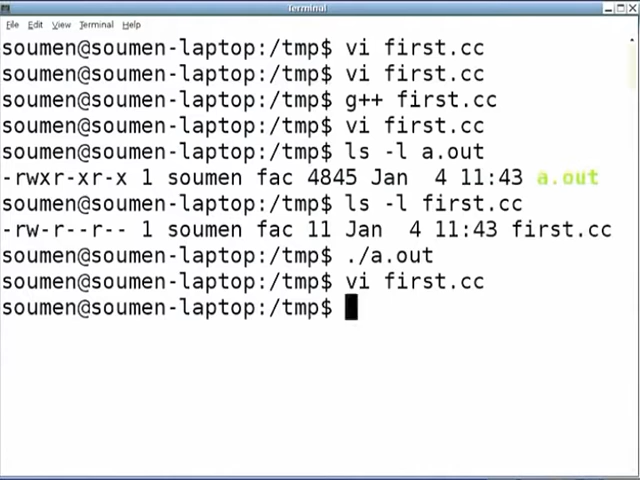 Terminal
File Edit View Terminal Help
soumen@soumen-laptop:/tmp$ vi first.cc
soumen@soumen-laptop:/tmp$ vi first.cc
soumen@soumen-laptop:/tmp$ g++ first.cc
soumen@soumen-laptop:/tmp$ vi first.cc
soumen@soumen-laptop:/tmp$ ls -l a.out
-rwxr-xr-x 1 soumen fac 4845 Jan  4 11:43 a.out
soumen@soumen-laptop:/tmp$ ls -l first.cc
-rw-r--r-- 1 soumen fac 11 Jan  4 11:43 first.cc
soumen@soumen-laptop:/tmp$ ./a.out
soumen@soumen-laptop:/tmp$ vi first.cc
soumen@soumen-laptop:/tmp$